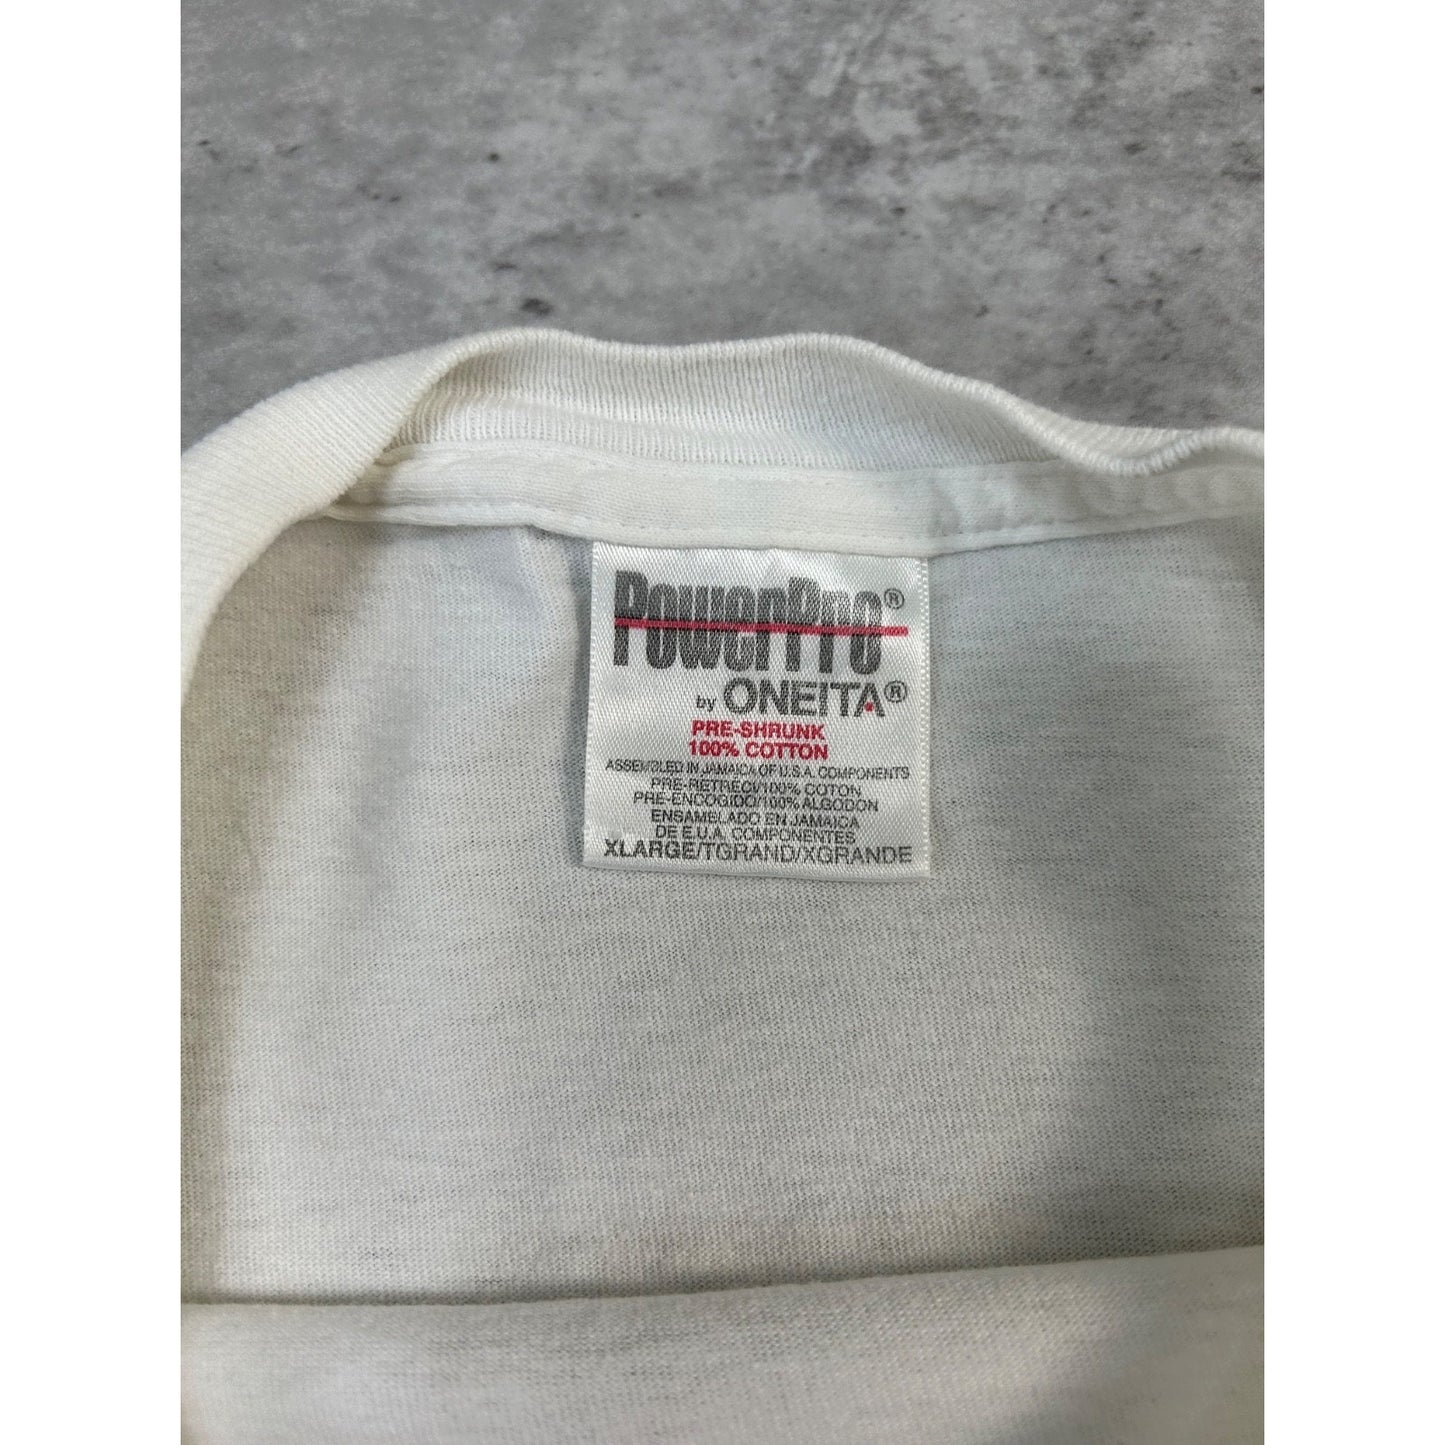 PowerPro®
by ONEITA®
PRE-SHRUNK
100% COTTON
ASSEMBLED IN JAMAICA OF U.S.A. COMPONENTS
PRE-RETRECI/100% COTON
PRE-ENCOGIDO/100% ALGODON
ENSAMELADO EN JAMAICA
DE E.U.A. COMPONENTES
XLARGE/TGRAND/XGRANDE